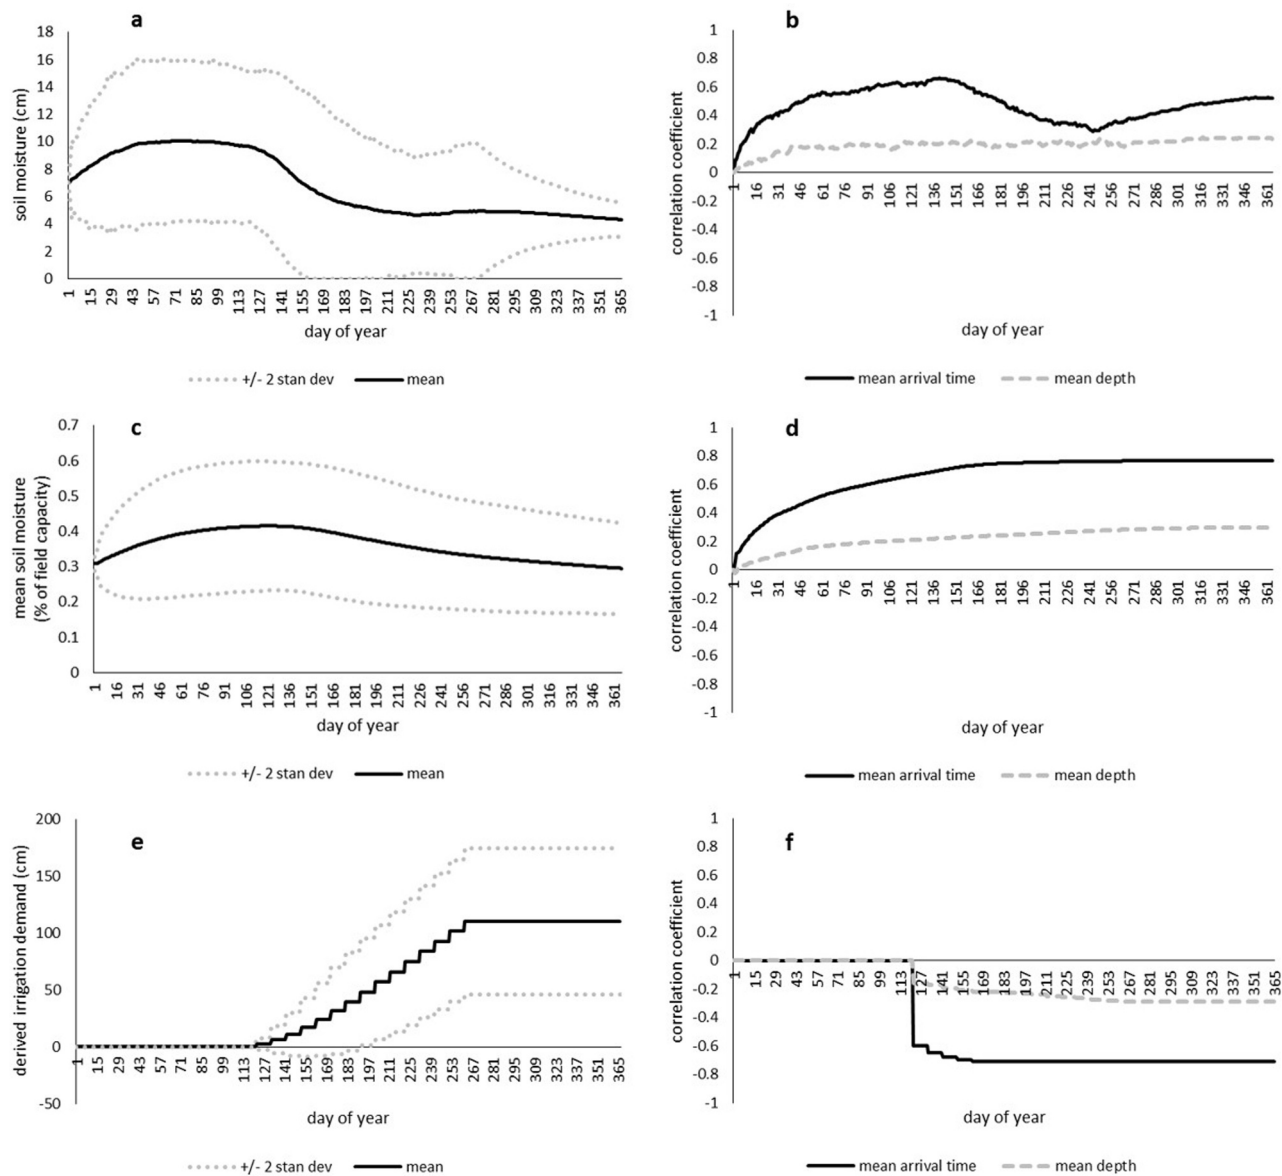 a
soil moisture (cm)
18
16
14
12
10
8
6
4
2
0
1 15 29 43 57 71 85 99 113 127 141 155 169 183 197 211 225 239 253 267 281 295 309 323 337 351 365
day of year
+/- 2 stan dev mean
b
correlation coefficient
1
0.8
0.6
0.4
0.2
0
-0.2
-0.4
-0.6
-0.8
-1
1 16 31 46 61 76 91 106 121 136 151 166 181 196 211 226 241 256 271 286 301 316 331 346 361
day of year
mean arrival time mean depth
c
mean soil moisture
(% of field capacity)
0.7
0.6
0.5
0.4
0.3
0.2
0.1
0
1 16 31 46 61 76 91 106 121 136 151 166 181 196 211 226 241 256 271 286 301 316 331 346 361
day of year
+/- 2 stan dev mean
d
correlation coefficient
1
0.8
0.6
0.4
0.2
0
-0.2
-0.4
-0.6
-0.8
-1
1 16 31 46 61 76 91 106 121 136 151 166 181 196 211 226 241 256 271 286 301 316 331 346 361
day of year
mean arrival time mean depth
e
derived irrigation demand (cm)
200
150
100
50
0
-50
1 15 29 43 57 71 85 99 113 127 141 155 169 183 197 211 225 239 253 267 281 295 309 323 337 351 365
day of year
+/- 2 stan dev mean
f
correlation coefficient
1
0.8
0.6
0.4
0.2
0
-0.2
-0.4
-0.6
-0.8
-1
1 15 29 43 57 71 85 99 113 127 141 155 169 183 197 211 225 239 253 267 281 295 309 323 337 351 365
day of year
mean arrival time mean depth